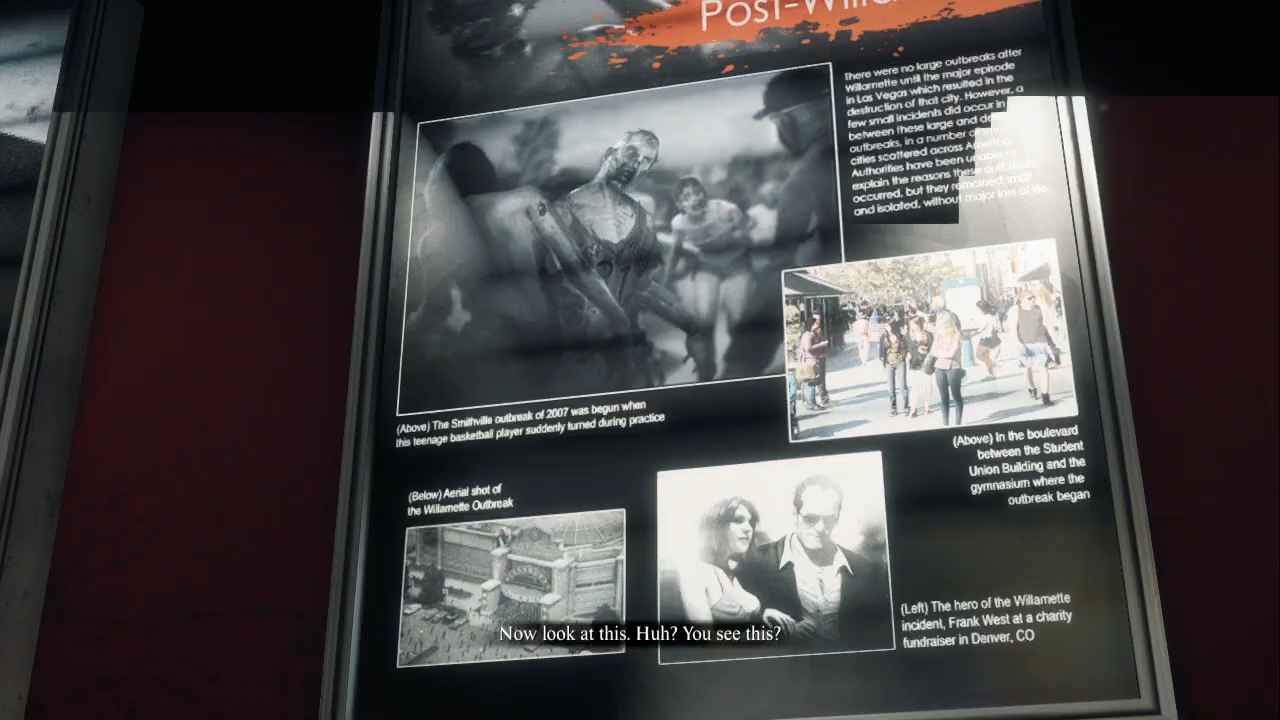 There were no large outbreaks after
Willamette until the major episode
in Las Vegas which resulted in the
destruction of that city. However, a
few small incidents did occur in
between these large and
outbreaks, in a number of
cities scattered across America.
Authorities have been unable to
explain the reasons these outbreaks
occurred, but they remained small
and isolated, without major loss of life.
(Above) The Smithville outbreak of 2007 was begun when
this teenage basketball player suddenly turned during practice
(Above) In the boulevard
between the Student
Union Building and the
gymnasium where the
outbreak began
(Below) Aerial shot of
the Willamette Outbreak
(Left) The hero of the Willamette
incident, Frank West at a charity
fundraiser in Denver, CO
Now look at this. Huh? You see this?